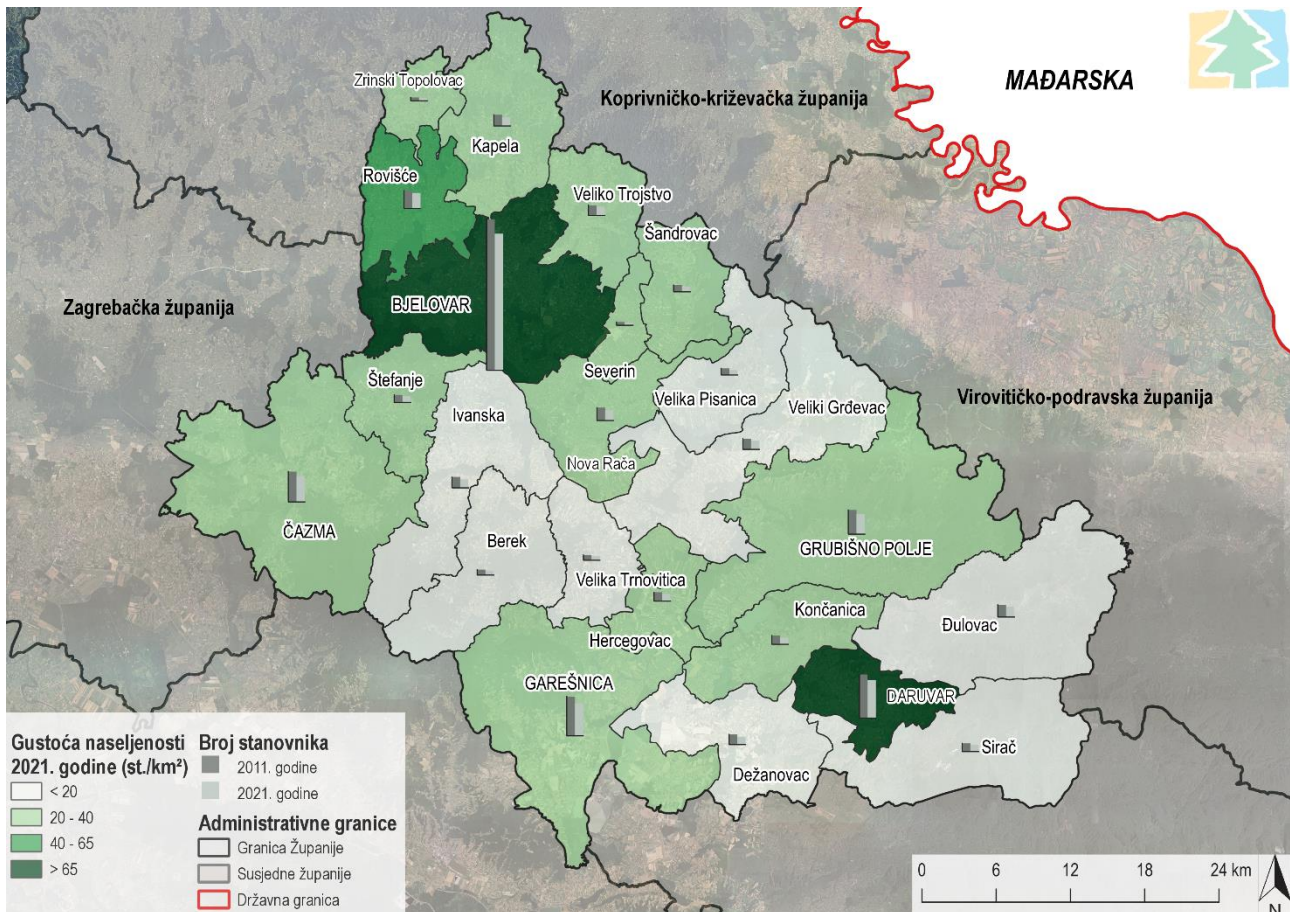 MAĐARSKA
Koprivničko-križevačka županija
Zrinski Topolovac
Kapela
Rovišće
Veliko Trojstvo
Šandrovac
Zagrebačka županija
BJELOVAR
Štefanje
Severin
Velika Pisanica
Veliki Grđevac
Virovitičko-podravska županija
Ivanska
Nova Rača
ČAZMA
Berek
GRUBIŠNO POLJE
Velika Trnovitica
Končanica
Đulovac
Hercegovac
GAREŠNICA
DARUVAR
Sirač
Dežanovac
Gustoća naseljenosti
2021. godine (st./km²)
< 20
20 - 40
40 - 65
> 65
Broj stanovnika
2011. godine
2021. godine
Administrativne granice
Granica Županije
Susjedne županije
Državna granica
0 6 12 18 24 km
N